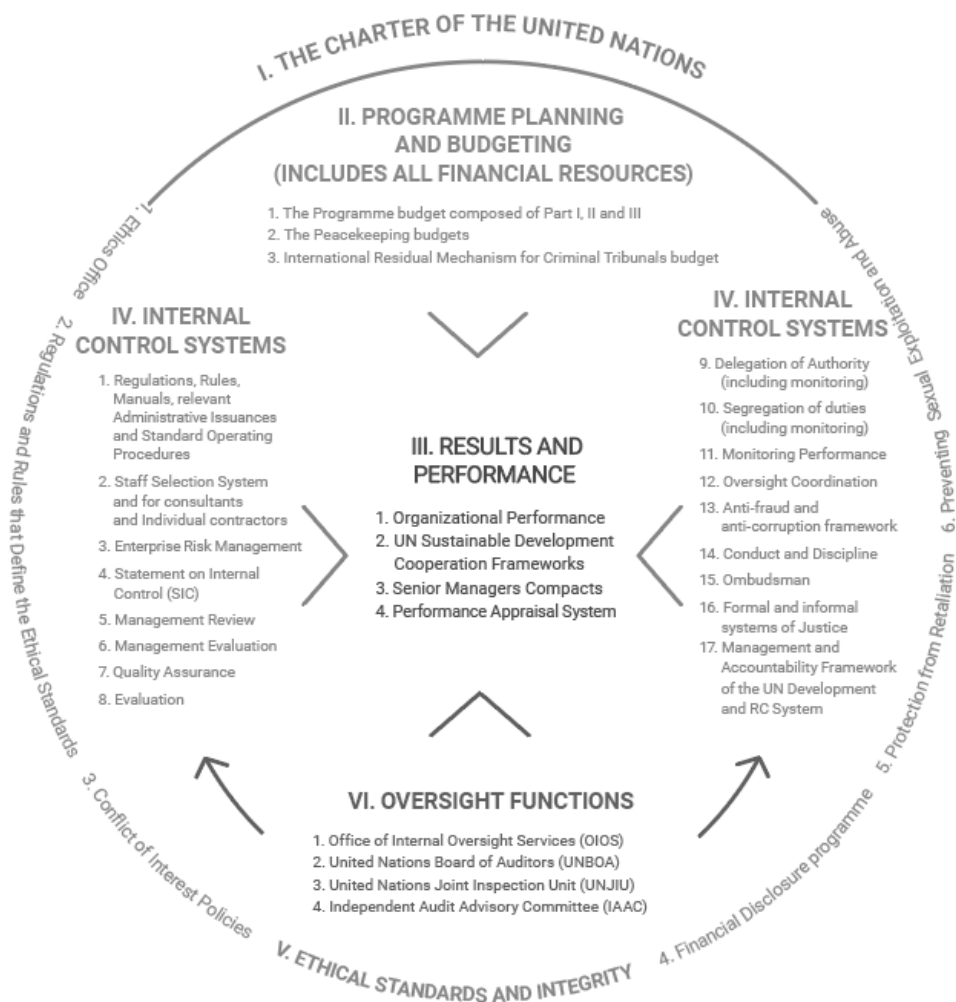 I. THE CHARTER OF THE UNITED NATIONS
II. PROGRAMME PLANNING
AND BUDGETING
(INCLUDES ALL FINANCIAL RESOURCES)
1. The Programme budget composed of Part I, II and III
2. The Peacekeeping budgets
3. International Residual Mechanism for Criminal Tribunals budget
IV. INTERNAL
CONTROL SYSTEMS
1. Regulations, Rules,
Manuals, relevant
Administrative Issuances
and Standard Operating
Procedures
2. Staff Selection System
and for consultants
and Individual contractors
3. Enterprise Risk Management
4. Statement on Internal
Control (SIC)
5. Management Review
6. Management Evaluation
7. Quality Assurance
8. Evaluation
III. RESULTS AND
PERFORMANCE
1. Organizational Performance
2. UN Sustainable Development
Cooperation Frameworks
3. Senior Managers Compacts
4. Performance Appraisal System
IV. INTERNAL
CONTROL SYSTEMS
9. Delegation of Authority
(including monitoring)
10. Segregation of duties
(including monitoring)
11. Monitoring Performance
12. Oversight Coordination
13. Anti-fraud and
anti-corruption framework
14. Conduct and Discipline
15. Ombudsman
16. Formal and informal
systems of Justice
17. Management and
Accountability Framework
of the UN Development
and RC System
VI. OVERSIGHT FUNCTIONS
1. Office of Internal Oversight Services (OIOS)
2. United Nations Board of Auditors (UNBOA)
3. United Nations Joint Inspection Unit (UNJIU)
4. Independent Audit Advisory Committee (IAAC)
V. ETHICAL STANDARDS AND INTEGRITY
1. Ethics Office
2. Regulations and Rules that Define the Ethical Standards
3. Conflict of Interest Policies
4. Financial Disclosure programme
5. Protection from Retaliation
6. Preventing Sexual Exploitation and Abuse